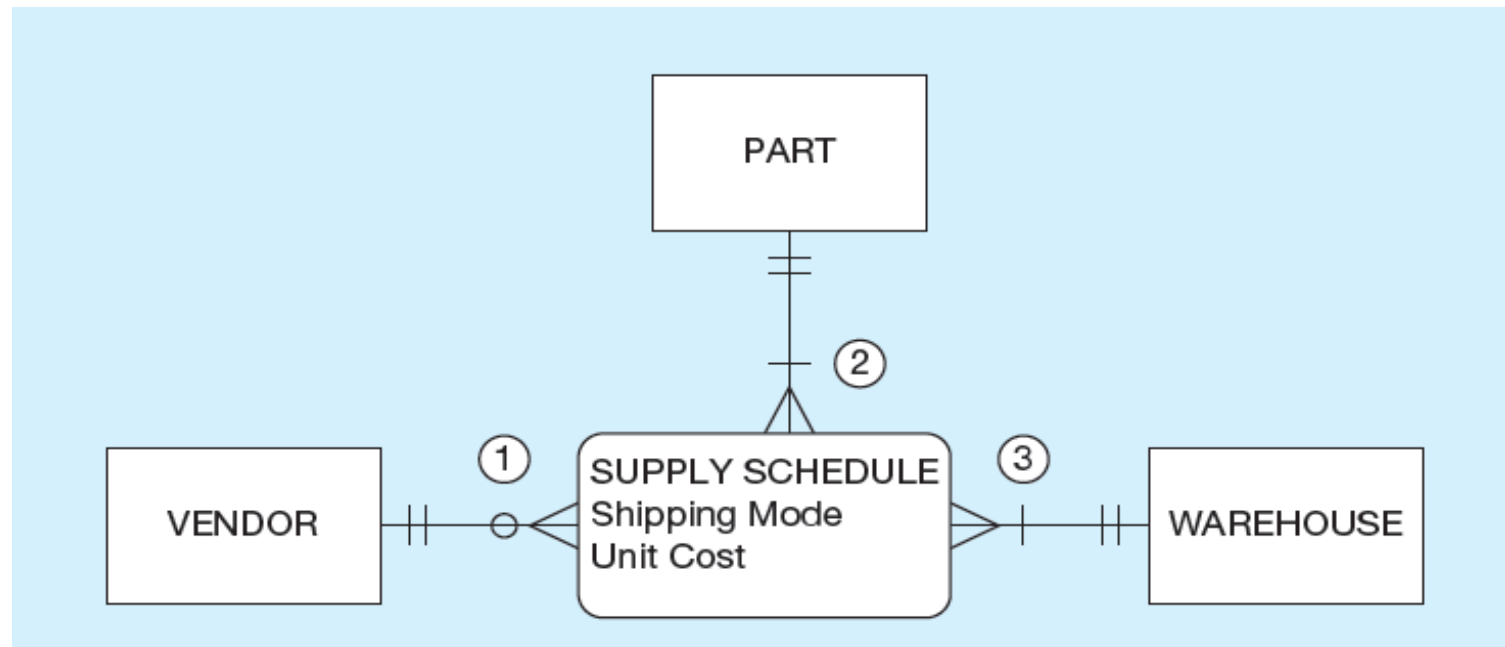 PART
2
1
3
VENDOR
SUPPLY SCHEDULE
Shipping Mode
Unit Cost
WAREHOUSE